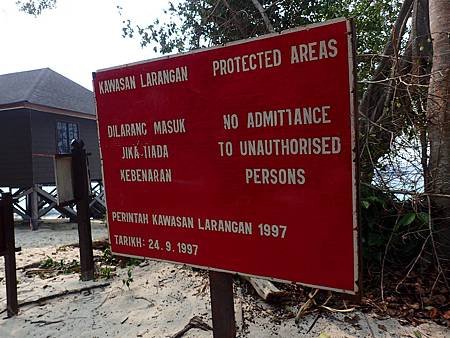 KAWASAN LARANGAN
PROTECTED AREAS
DILARANG MASUK
JIKA TIADA
KEBENARAN
NO ADMITTANCE
TO UNAUTHORISED
PERSONS
PERINTAH KAWASAN LARANGAN 1997
TARIKH: 24.9.1997